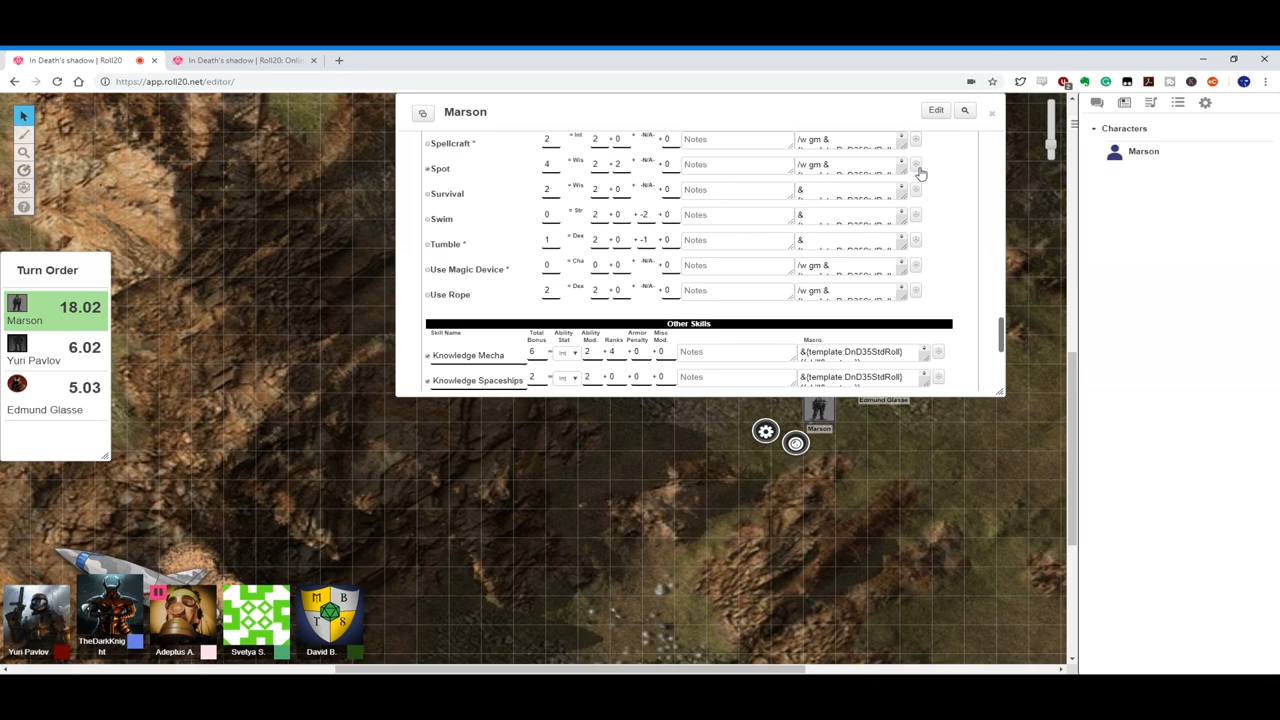 In Death's shadow | Roll20
In Death's shadow | Roll20: Onlin
https://app.roll20.net/editor/
Marson
Edit
Spellcraft * 2 = Int 2 + 0 + -N/A- + 0 Notes /w gm &
Spot 4 = Wis 2 + 2 + -N/A- + 0 Notes /w gm &
Survival 2 = Wis 2 + 0 + -N/A- + 0 Notes &
Swim 0 = Str 2 + 0 + -2 + 0 Notes &
Tumble * 1 = Dex 2 + 0 + -1 + 0 Notes &
Use Magic Device * 0 = Cha 0 + 0 + -N/A- + 0 Notes /w gm &
Use Rope 2 = Dex 2 + 0 + -N/A- + 0 Notes /w gm &
Other Skills
Skill Name Total Bonus Ability Stat Ability Mod. Ranks Armor Penalty Misc Mod. Macro
Knowledge Mecha 6 = Int 2 + 4 + 0 + 0 Notes &{template:DnD35StdRoll}
Knowledge Spaceships 2 = Int 2 + 0 + 0 + 0 Notes &{template:DnD35StdRoll}
Characters
Marson
Turn Order
18.02
Marson
6.02
Yuri Pavlov
5.03
Edmund Glasse
Edmund Glasse
Marson
Yuri Pavlov
TheDarkKnig
ht
Adeptus A.
Svetya S.
M B
T S
David B.